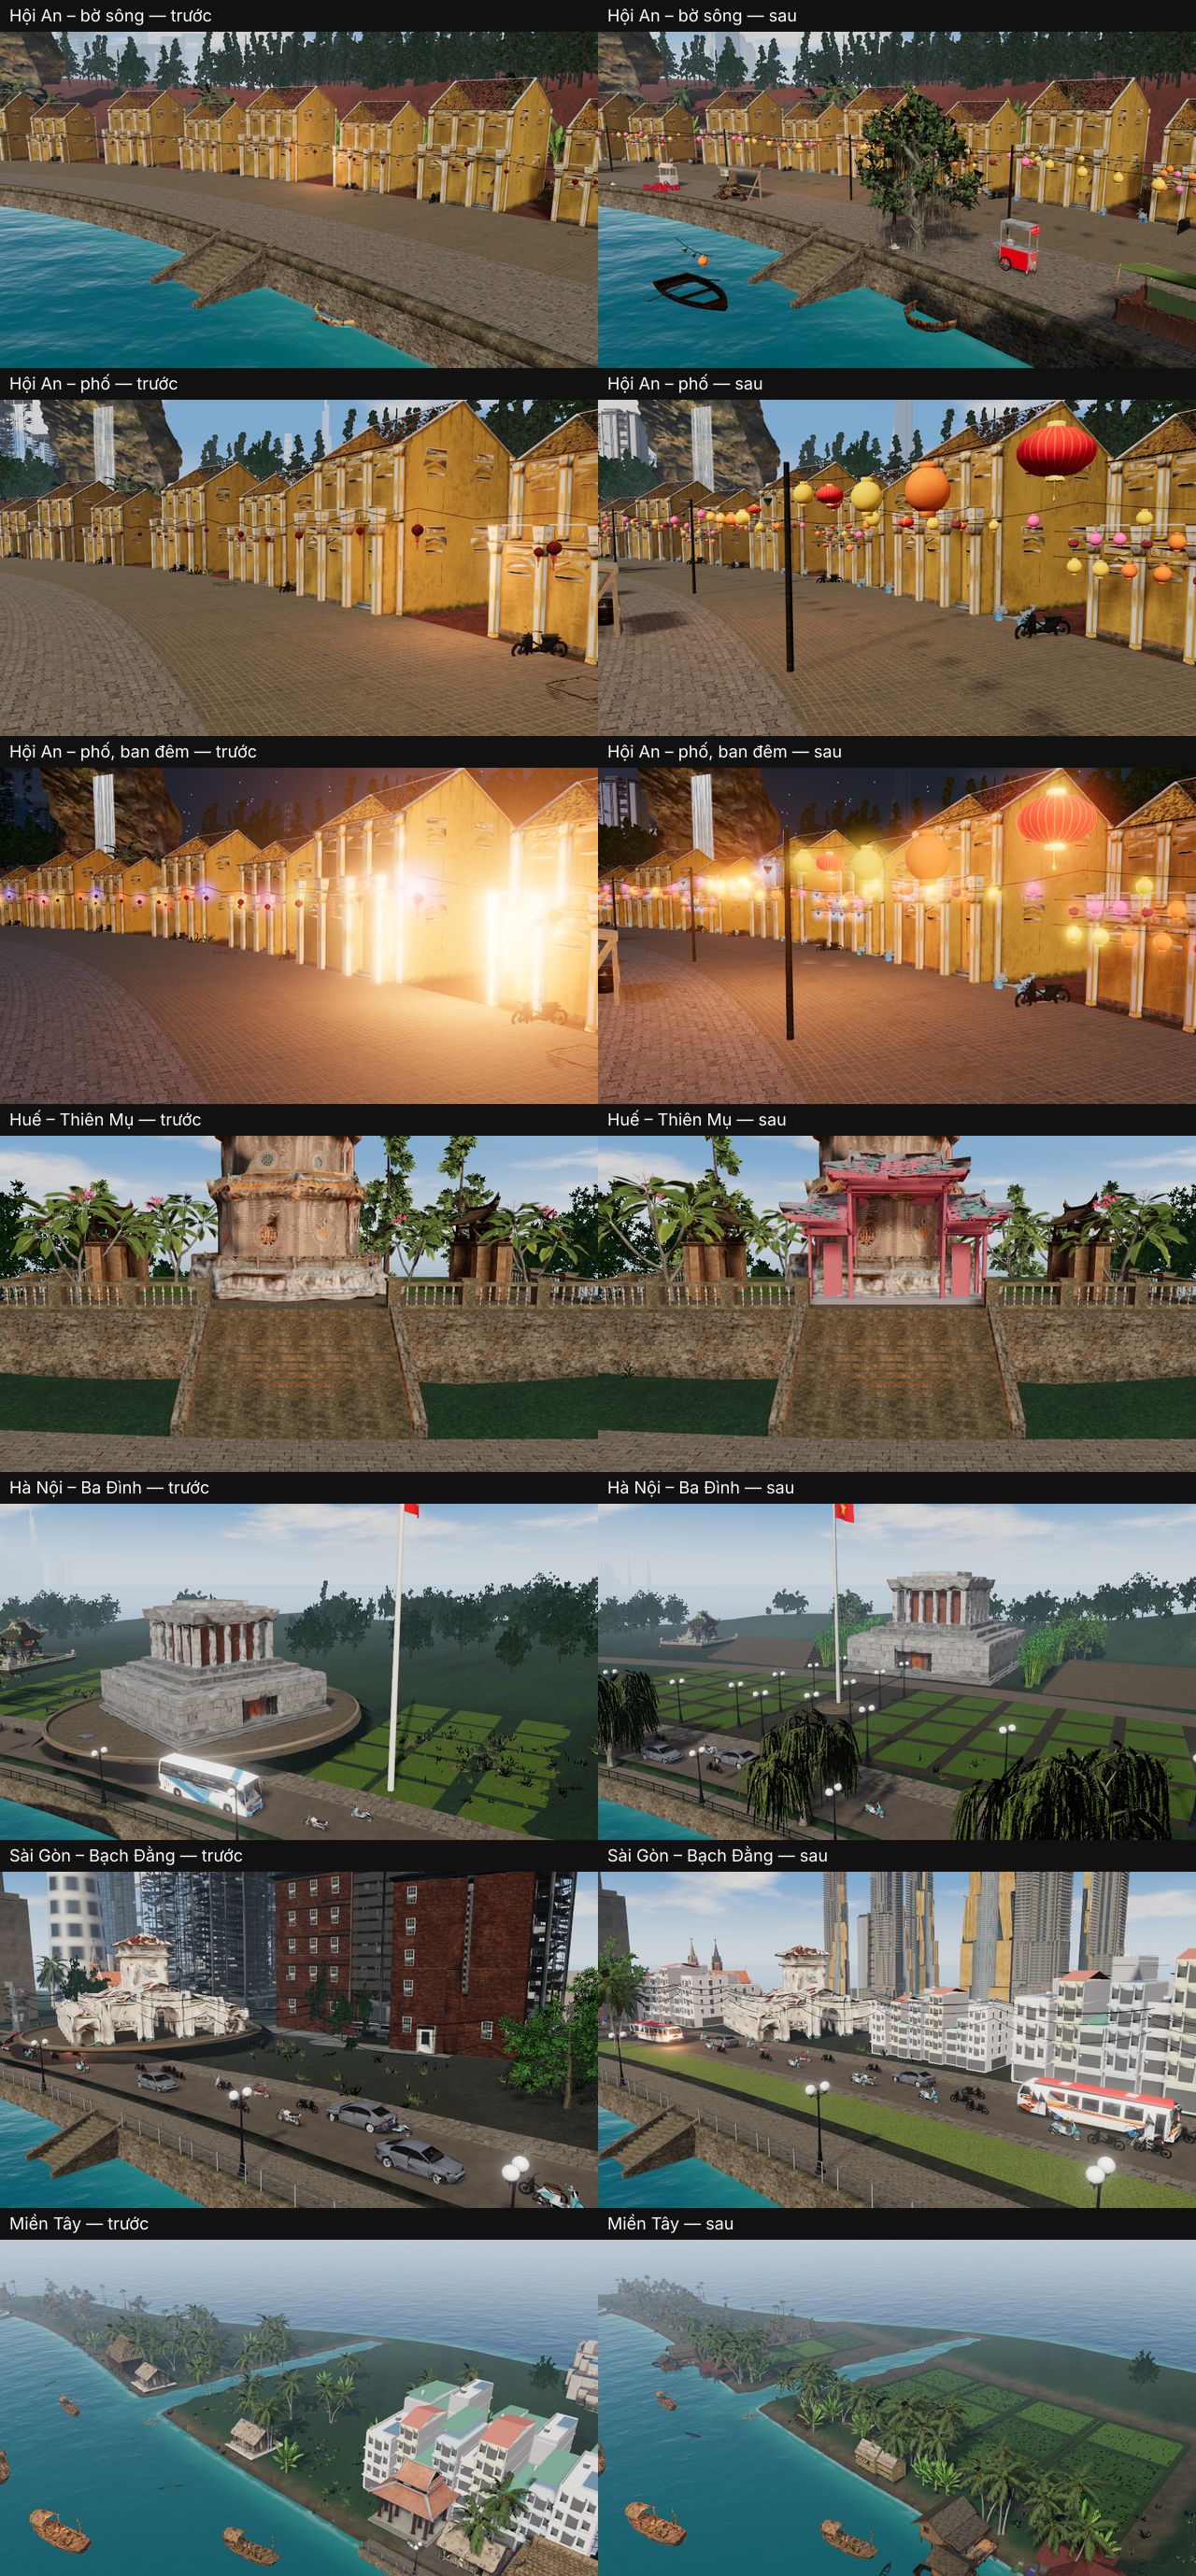 Hội An – bờ sông — trước
Hội An – bờ sông — sau
Hội An – phố — trước
Hội An – phố — sau
Hội An – phố, ban đêm — trước
Hội An – phố, ban đêm — sau
Huế – Thiên Mụ — trước
Huế – Thiên Mụ — sau
Hà Nội – Ba Đình — trước
Hà Nội – Ba Đình — sau
Sài Gòn – Bạch Đằng — trước
Sài Gòn – Bạch Đằng — sau
Miền Tây — trước
Miền Tây — sau